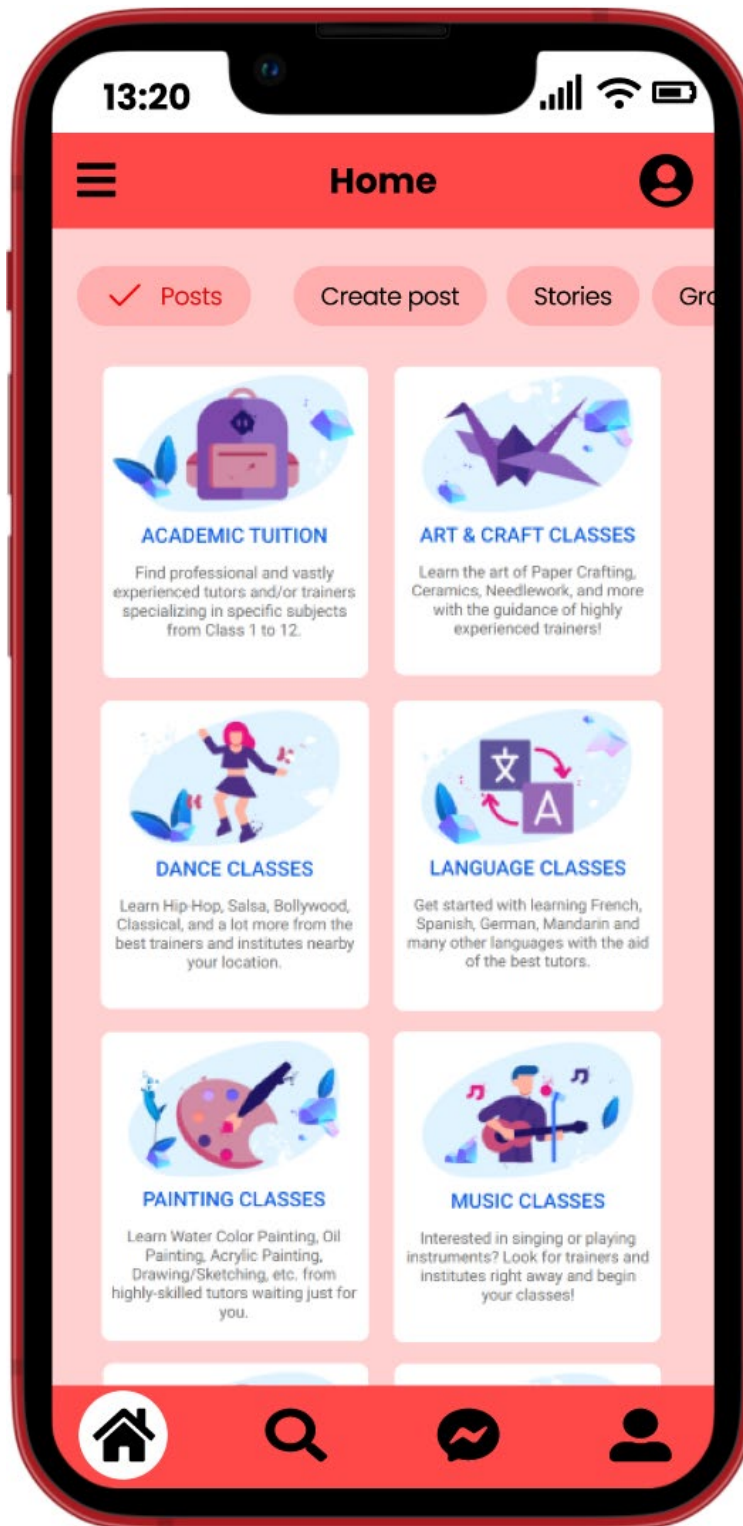 13:20
Home
Posts
Create post
Stories
Gro
ACADEMIC TUITION
Find professional and vastly
experienced tutors and/or trainers
specializing in specific subjects
from Class 1 to 12.
ART & CRAFT CLASSES
Learn the art of Paper Crafting,
Ceramics, Needlework, and more
with the guidance of highly
experienced trainers!
DANCE CLASSES
Learn Hip-Hop, Salsa, Bollywood,
Classical, and a lot more from the
best trainers and institutes nearby
your location.
文
A
LANGUAGE CLASSES
Get started with learning French,
Spanish, German, Mandarin and
many other languages with the aid
of the best tutors.
PAINTING CLASSES
Learn Water Color Painting, Oil
Painting, Acrylic Painting,
Drawing/Sketching, etc. from
highly-skilled tutors waiting just for
you.
MUSIC CLASSES
Interested in singing or playing
instruments? Look for trainers and
institutes right away and begin
your classes!